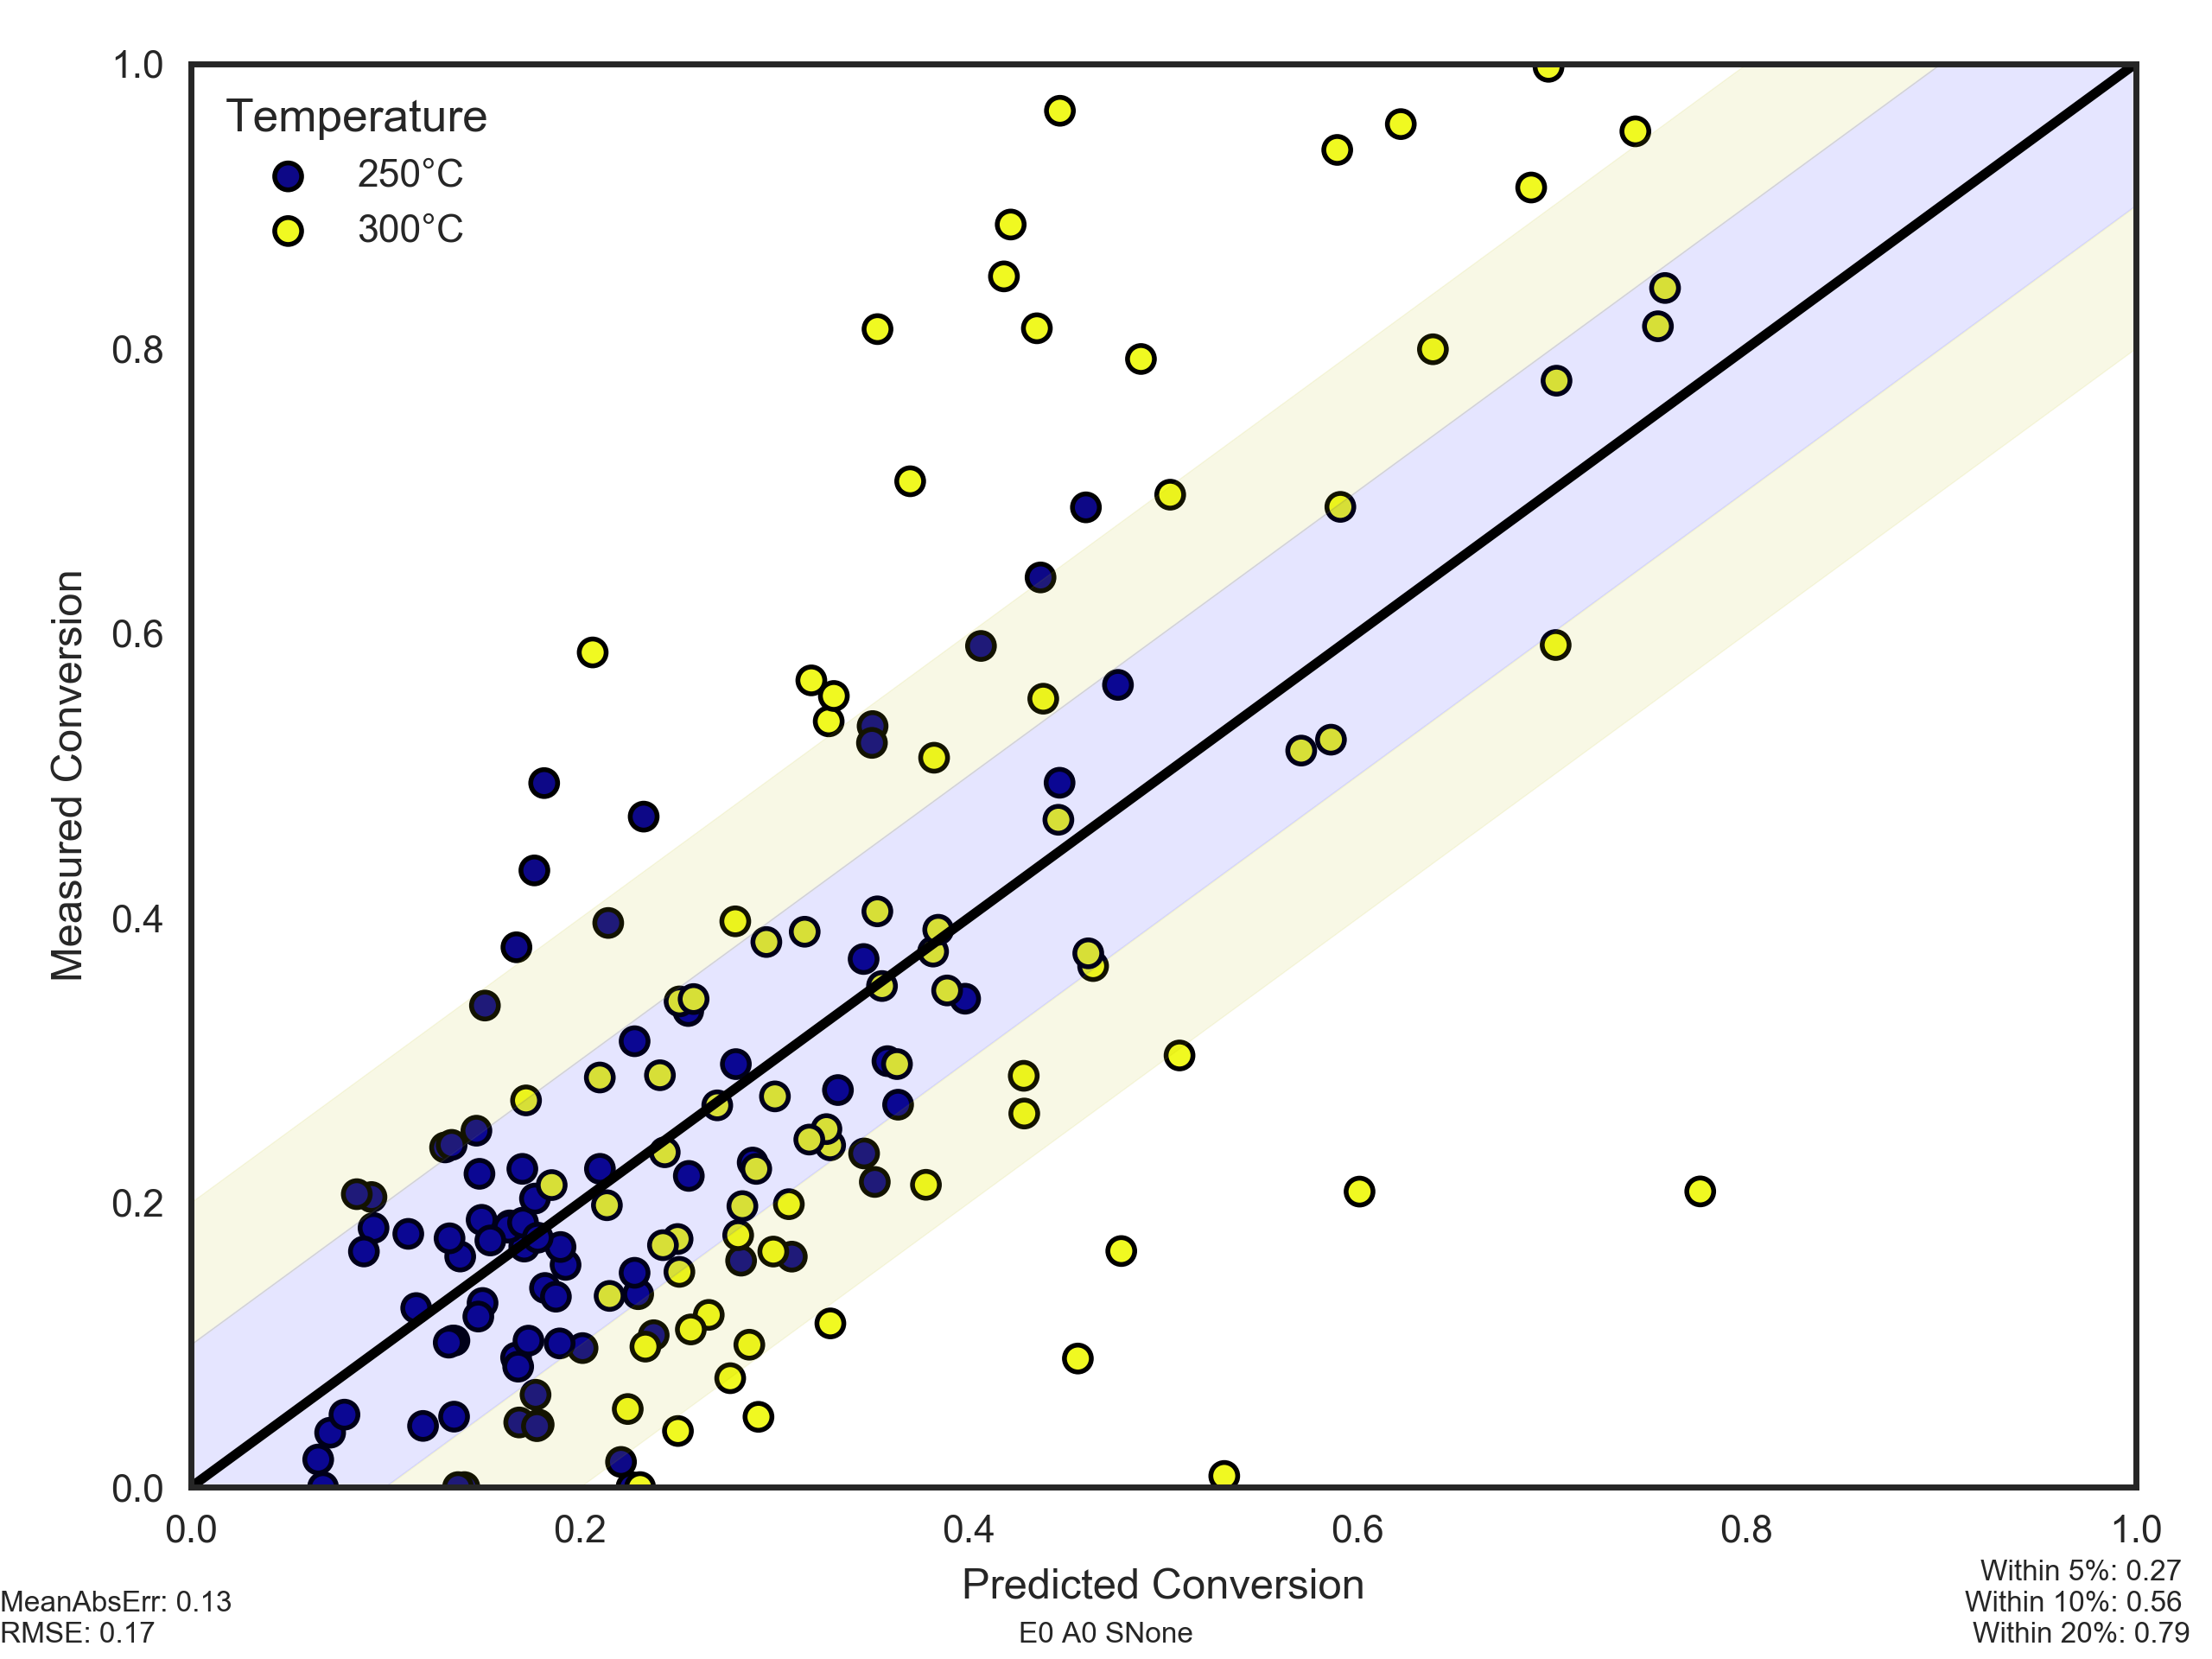 1.0
0.8
0.6
0.4
0.2
0.0
Measured Conversion
Temperature
250°C
300°C
0.0 0.2 0.4 0.6 0.8 1.0
Predicted Conversion
E0 A0 SNone
MeanAbsErr: 0.13
RMSE: 0.17
Within 5%: 0.27
Within 10%: 0.56
Within 20%: 0.79